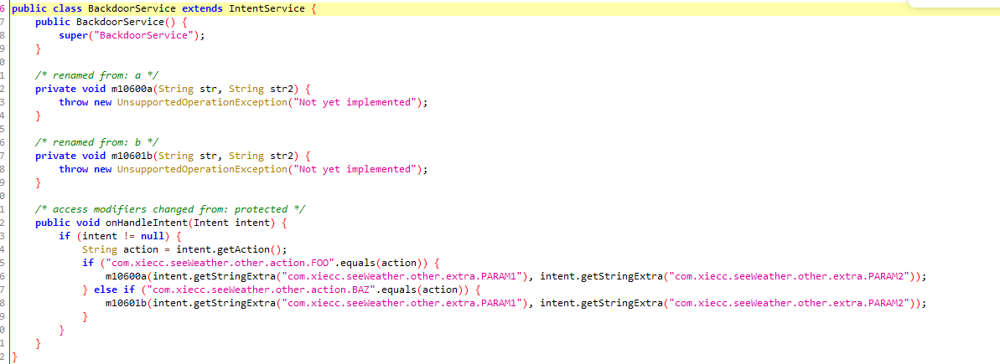 6 public class BackdoorService extends IntentService {
7     public BackdoorService() {
8         super("BackdoorService");
9     }
0
1     /* renamed from: a */
2     private void m10600a(String str, String str2) {
3         throw new UnsupportedOperationException("Not yet implemented");
4     }
5
6     /* renamed from: b */
7     private void m10601b(String str, String str2) {
8         throw new UnsupportedOperationException("Not yet implemented");
9     }
0
1     /* access modifiers changed from: protected */
2     public void onHandleIntent(Intent intent) {
3         if (intent != null) {
4             String action = intent.getAction();
5             if ("com.xiecc.seeWeather.other.action.FOO".equals(action)) {
6                 m10600a(intent.getStringExtra("com.xiecc.seeWeather.other.extra.PARAM1"), intent.getStringExtra("com.xiecc.seeWeather.other.extra.PARAM2"));
7             } else if ("com.xiecc.seeWeather.other.action.BAZ".equals(action)) {
8                 m10601b(intent.getStringExtra("com.xiecc.seeWeather.other.extra.PARAM1"), intent.getStringExtra("com.xiecc.seeWeather.other.extra.PARAM2"));
9             }
0         }
1     }
2 }